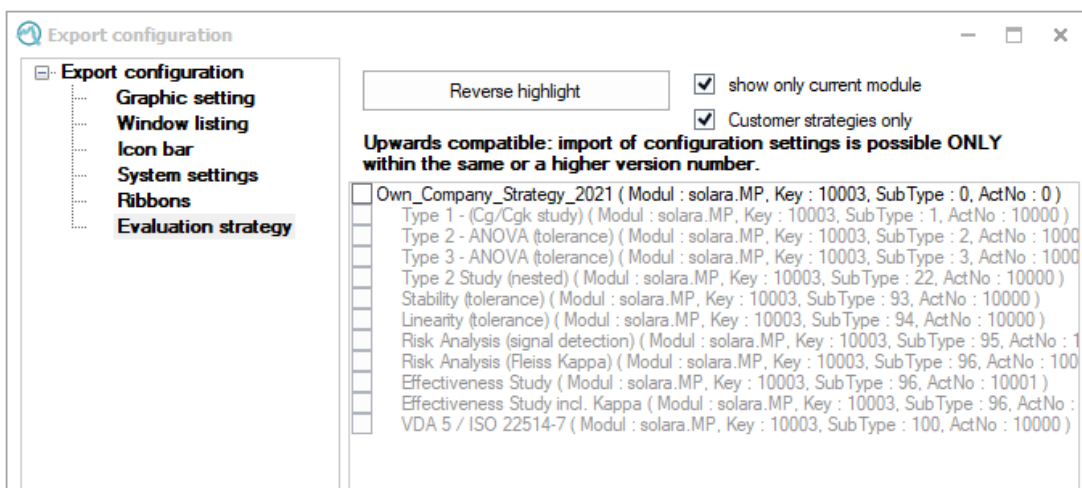 Export configuration
Export configuration
Graphic setting
Window listing
Icon bar
System settings
Ribbons
Evaluation strategy
Reverse highlight
show only current module
Customer strategies only
Upwards compatible: import of configuration settings is possible ONLY
within the same or a higher version number.
Own_Company_Strategy_2021 ( Modul : solara.MP, Key : 10003, SubType : 0, ActNo : 0 )
Type 1 - (Cg/Cgk study) ( Modul : solara.MP, Key : 10003, SubType : 1, ActNo : 10000 )
Type 2 - ANOVA (tolerance) ( Modul : solara.MP, Key : 10003, SubType : 2, ActNo : 1000
Type 3 - ANOVA (tolerance) ( Modul : solara.MP, Key : 10003, SubType : 3, ActNo : 1000
Type 2 Study (nested) ( Modul : solara.MP, Key : 10003, SubType : 22, ActNo : 10000 )
Stability (tolerance) ( Modul : solara.MP, Key : 10003, SubType : 93, ActNo : 10000 )
Linearity (tolerance) ( Modul : solara.MP, Key : 10003, SubType : 94, ActNo : 10000 )
Risk Analysis (signal detection) ( Modul : solara.MP, Key : 10003, SubType : 95, ActNo : 1
Risk Analysis (Fleiss Kappa) ( Modul : solara.MP, Key : 10003, SubType : 96, ActNo : 100
Effectiveness Study ( Modul : solara.MP, Key : 10003, SubType : 96, ActNo : 10001 )
Effectiveness Study incl. Kappa ( Modul : solara.MP, Key : 10003, SubType : 96, ActNo :
VDA 5 / ISO 22514-7 ( Modul : solara.MP, Key : 10003, SubType : 100, ActNo : 10000 )